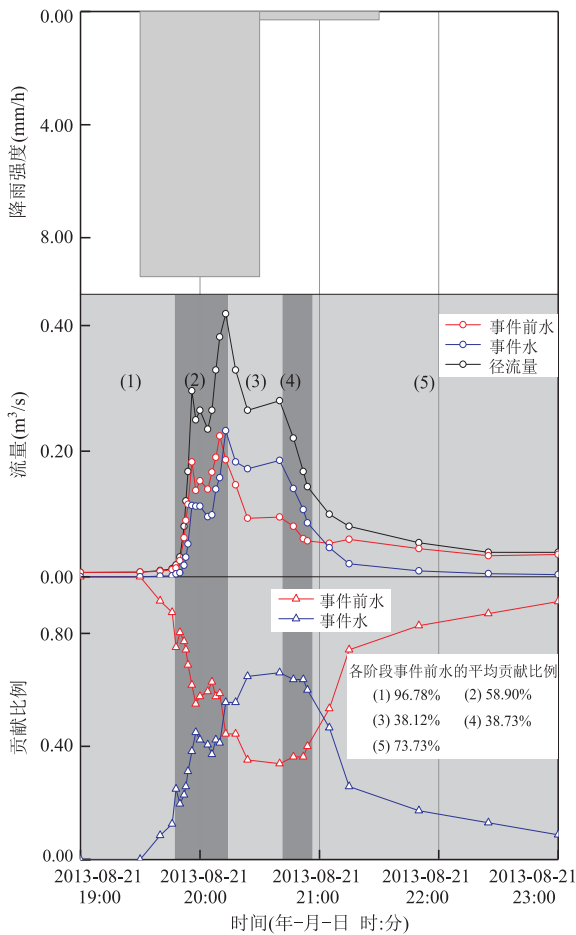 0.00
4.00
8.00
降雨强度(mm/h)
0.40
0.20
0.00
流量(m³/s)
事件前水
事件水
径流量
(1)
(2)
(3)
(4)
(5)
0.80
0.40
0.00
贡献比例
事件前水
事件水
各阶段事件前水的平均贡献比例
(1) 96.78% (2) 58.90%
(3) 38.12% (4) 38.73%
(5) 73.73%
2013-08-21 2013-08-21 2013-08-21 2013-08-21 2013-08-21
19:00 20:00 21:00 22:00 23:00
时间(年-月-日 时:分)